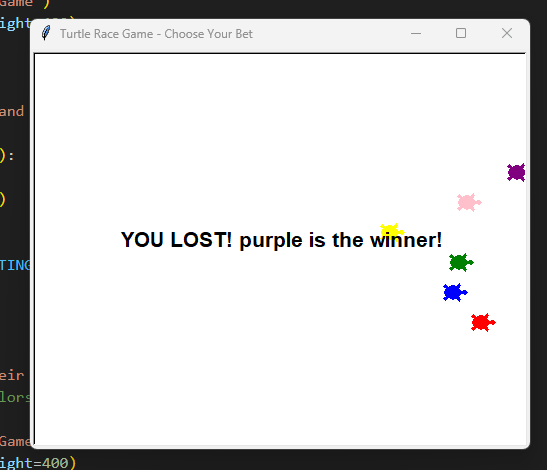 Game')
ight=400)
Turtle Race Game - Choose Your Bet
and
):
)
YOU LOST! purple is the winner!
TING
eir
lors
Game
ight=400)